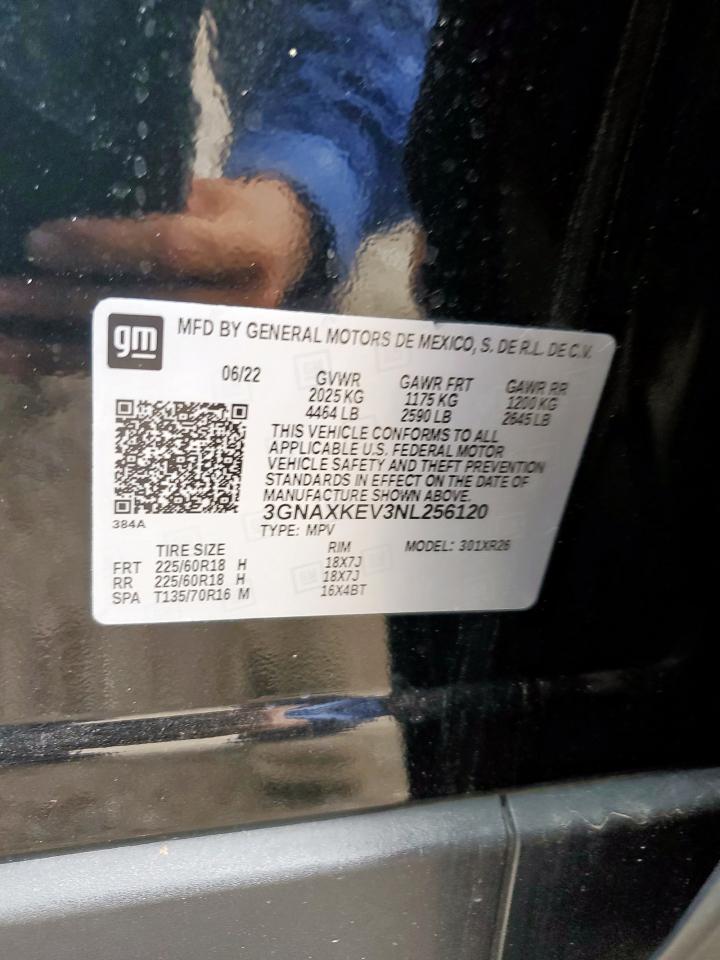 gm MFD BY GENERAL MOTORS DE MEXICO, S. DE R.L. DE C.V.
06/22 GVWR GAWR FRT GAWR RR
2025 KG 1175 KG 1200 KG
4464 LB 2590 LB 2645 LB
THIS VEHICLE CONFORMS TO ALL
APPLICABLE U.S. FEDERAL MOTOR
VEHICLE SAFETY AND THEFT PREVENTION
STANDARDS IN EFFECT ON THE DATE OF
MANUFACTURE SHOWN ABOVE.
3GNAXKEV3NL256120
384A
TYPE: MPV
TIRE SIZE RIM MODEL: 301XR26
FRT 225/60R18 H 18X7J
RR 225/60R18 H 18X7J
SPA T135/70R16 M 16X4BT